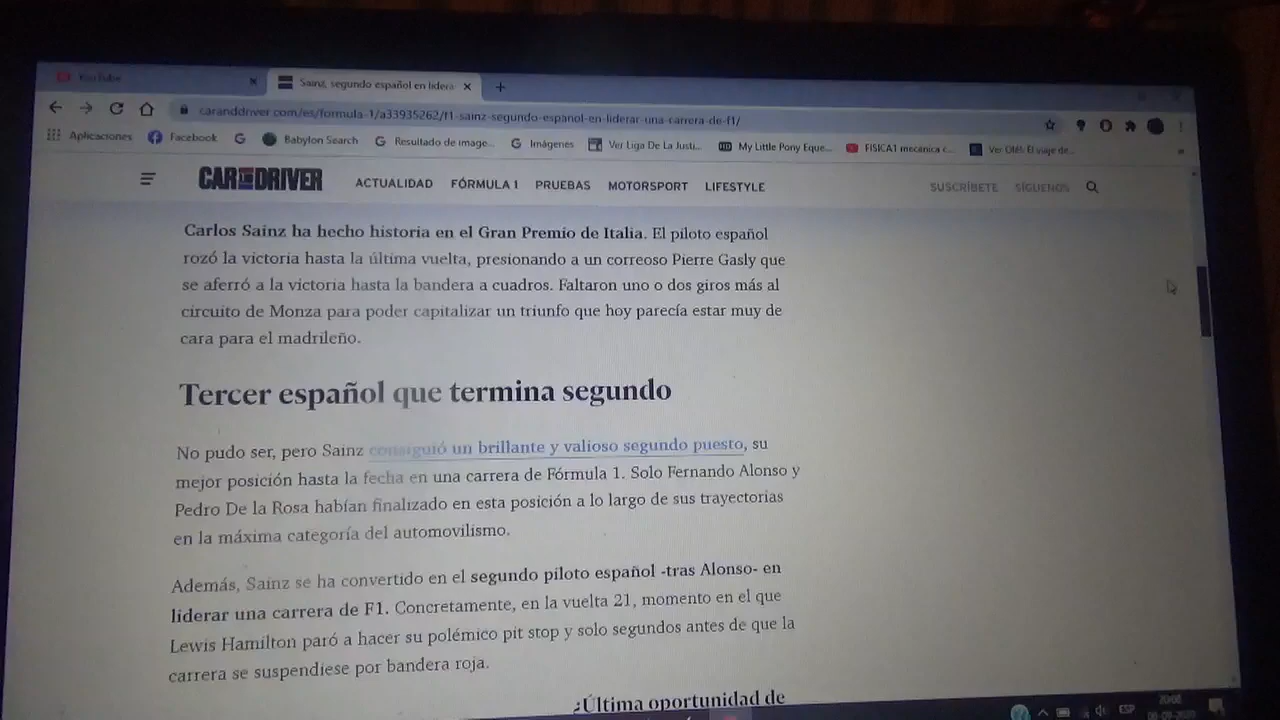 YouTube
Sainz, segundo español en lidera
caranddriver.com/es/formula-1/a33935262/f1-sainz-segundo-espanol-en-liderar-una-carrera-de-f1/
Aplicaciones Facebook Babylon Search Resultado de image... Imágenes Ver Liga De La Justi... My Little Pony Eque... FISICA1 mecánica c... Ver Ote: El viaje de...
CAR AND DRIVER ACTUALIDAD FÓRMULA 1 PRUEBAS MOTORSPORT LIFESTYLE SUSCRÍBETE SÍGUENOS
Carlos Sainz ha hecho historia en el Gran Premio de Italia. El piloto español
rozó la victoria hasta la última vuelta, presionando a un correoso Pierre Gasly que
se aferró a la victoria hasta la bandera a cuadros. Faltaron uno o dos giros más al
circuito de Monza para poder capitalizar un triunfo que hoy parecía estar muy de
cara para el madrileño.
Tercer español que termina segundo
No pudo ser, pero Sainz consiguió un brillante y valioso segundo puesto, su
mejor posición hasta la fecha en una carrera de Fórmula 1. Solo Fernando Alonso y
Pedro De la Rosa habían finalizado en esta posición a lo largo de sus trayectorias
en la máxima categoría del automovilismo.
Además, Sainz se ha convertido en el segundo piloto español -tras Alonso- en
liderar una carrera de F1. Concretamente, en la vuelta 21, momento en el que
Lewis Hamilton paró a hacer su polémico pit stop y solo segundos antes de que la
carrera se suspendiese por bandera roja.
¿Última oportunidad de
ESP